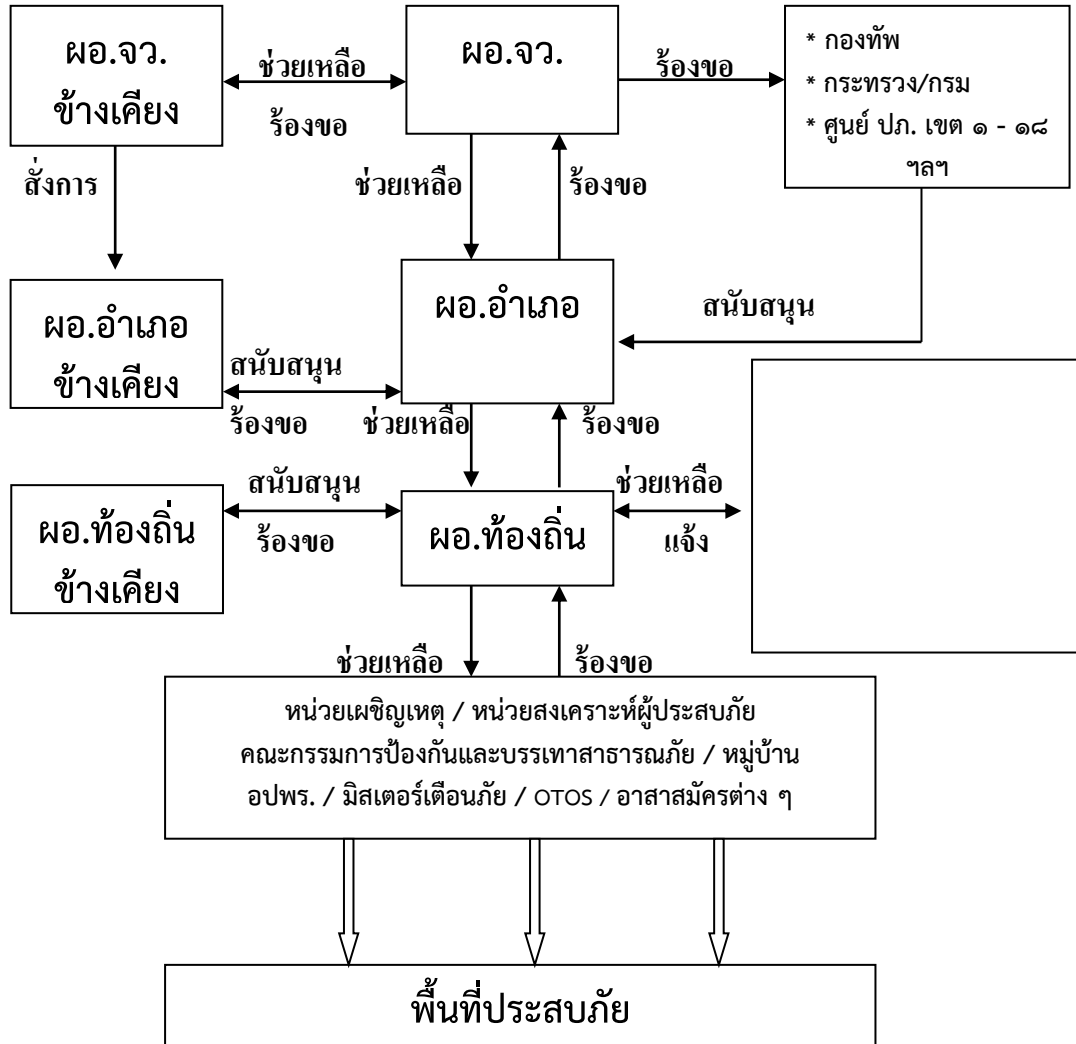 ผอ.จว.
ข้างเคียง
ช่วยเหลือ
ร้องขอ
ผอ.จว.
ร้องขอ
* กองทัพ
* กระทรวง/กรม
* ศูนย์ ปภ. เขต ๑ - ๑๘
ฯลฯ
สั่งการ
ช่วยเหลือ
ร้องขอ
ผอ.อำเภอ
ข้างเคียง
สนับสนุน
ร้องขอ
ผอ.อำเภอ
สนับสนุน
ช่วยเหลือ
ร้องขอ
ผอ.ท้องถิ่น
ข้างเคียง
สนับสนุน
ร้องขอ
ผอ.ท้องถิ่น
ช่วยเหลือ
แจ้ง
ช่วยเหลือ
ร้องขอ
หน่วยเผชิญเหตุ / หน่วยสงเคราะห์ผู้ประสบภัย
คณะกรรมการป้องกันและบรรเทาสาธารณภัย / หมู่บ้าน
อปพร. / มิสเตอร์เตือนภัย / OTOS / อาสาสมัครต่าง ๆ
พื้นที่ประสบภัย